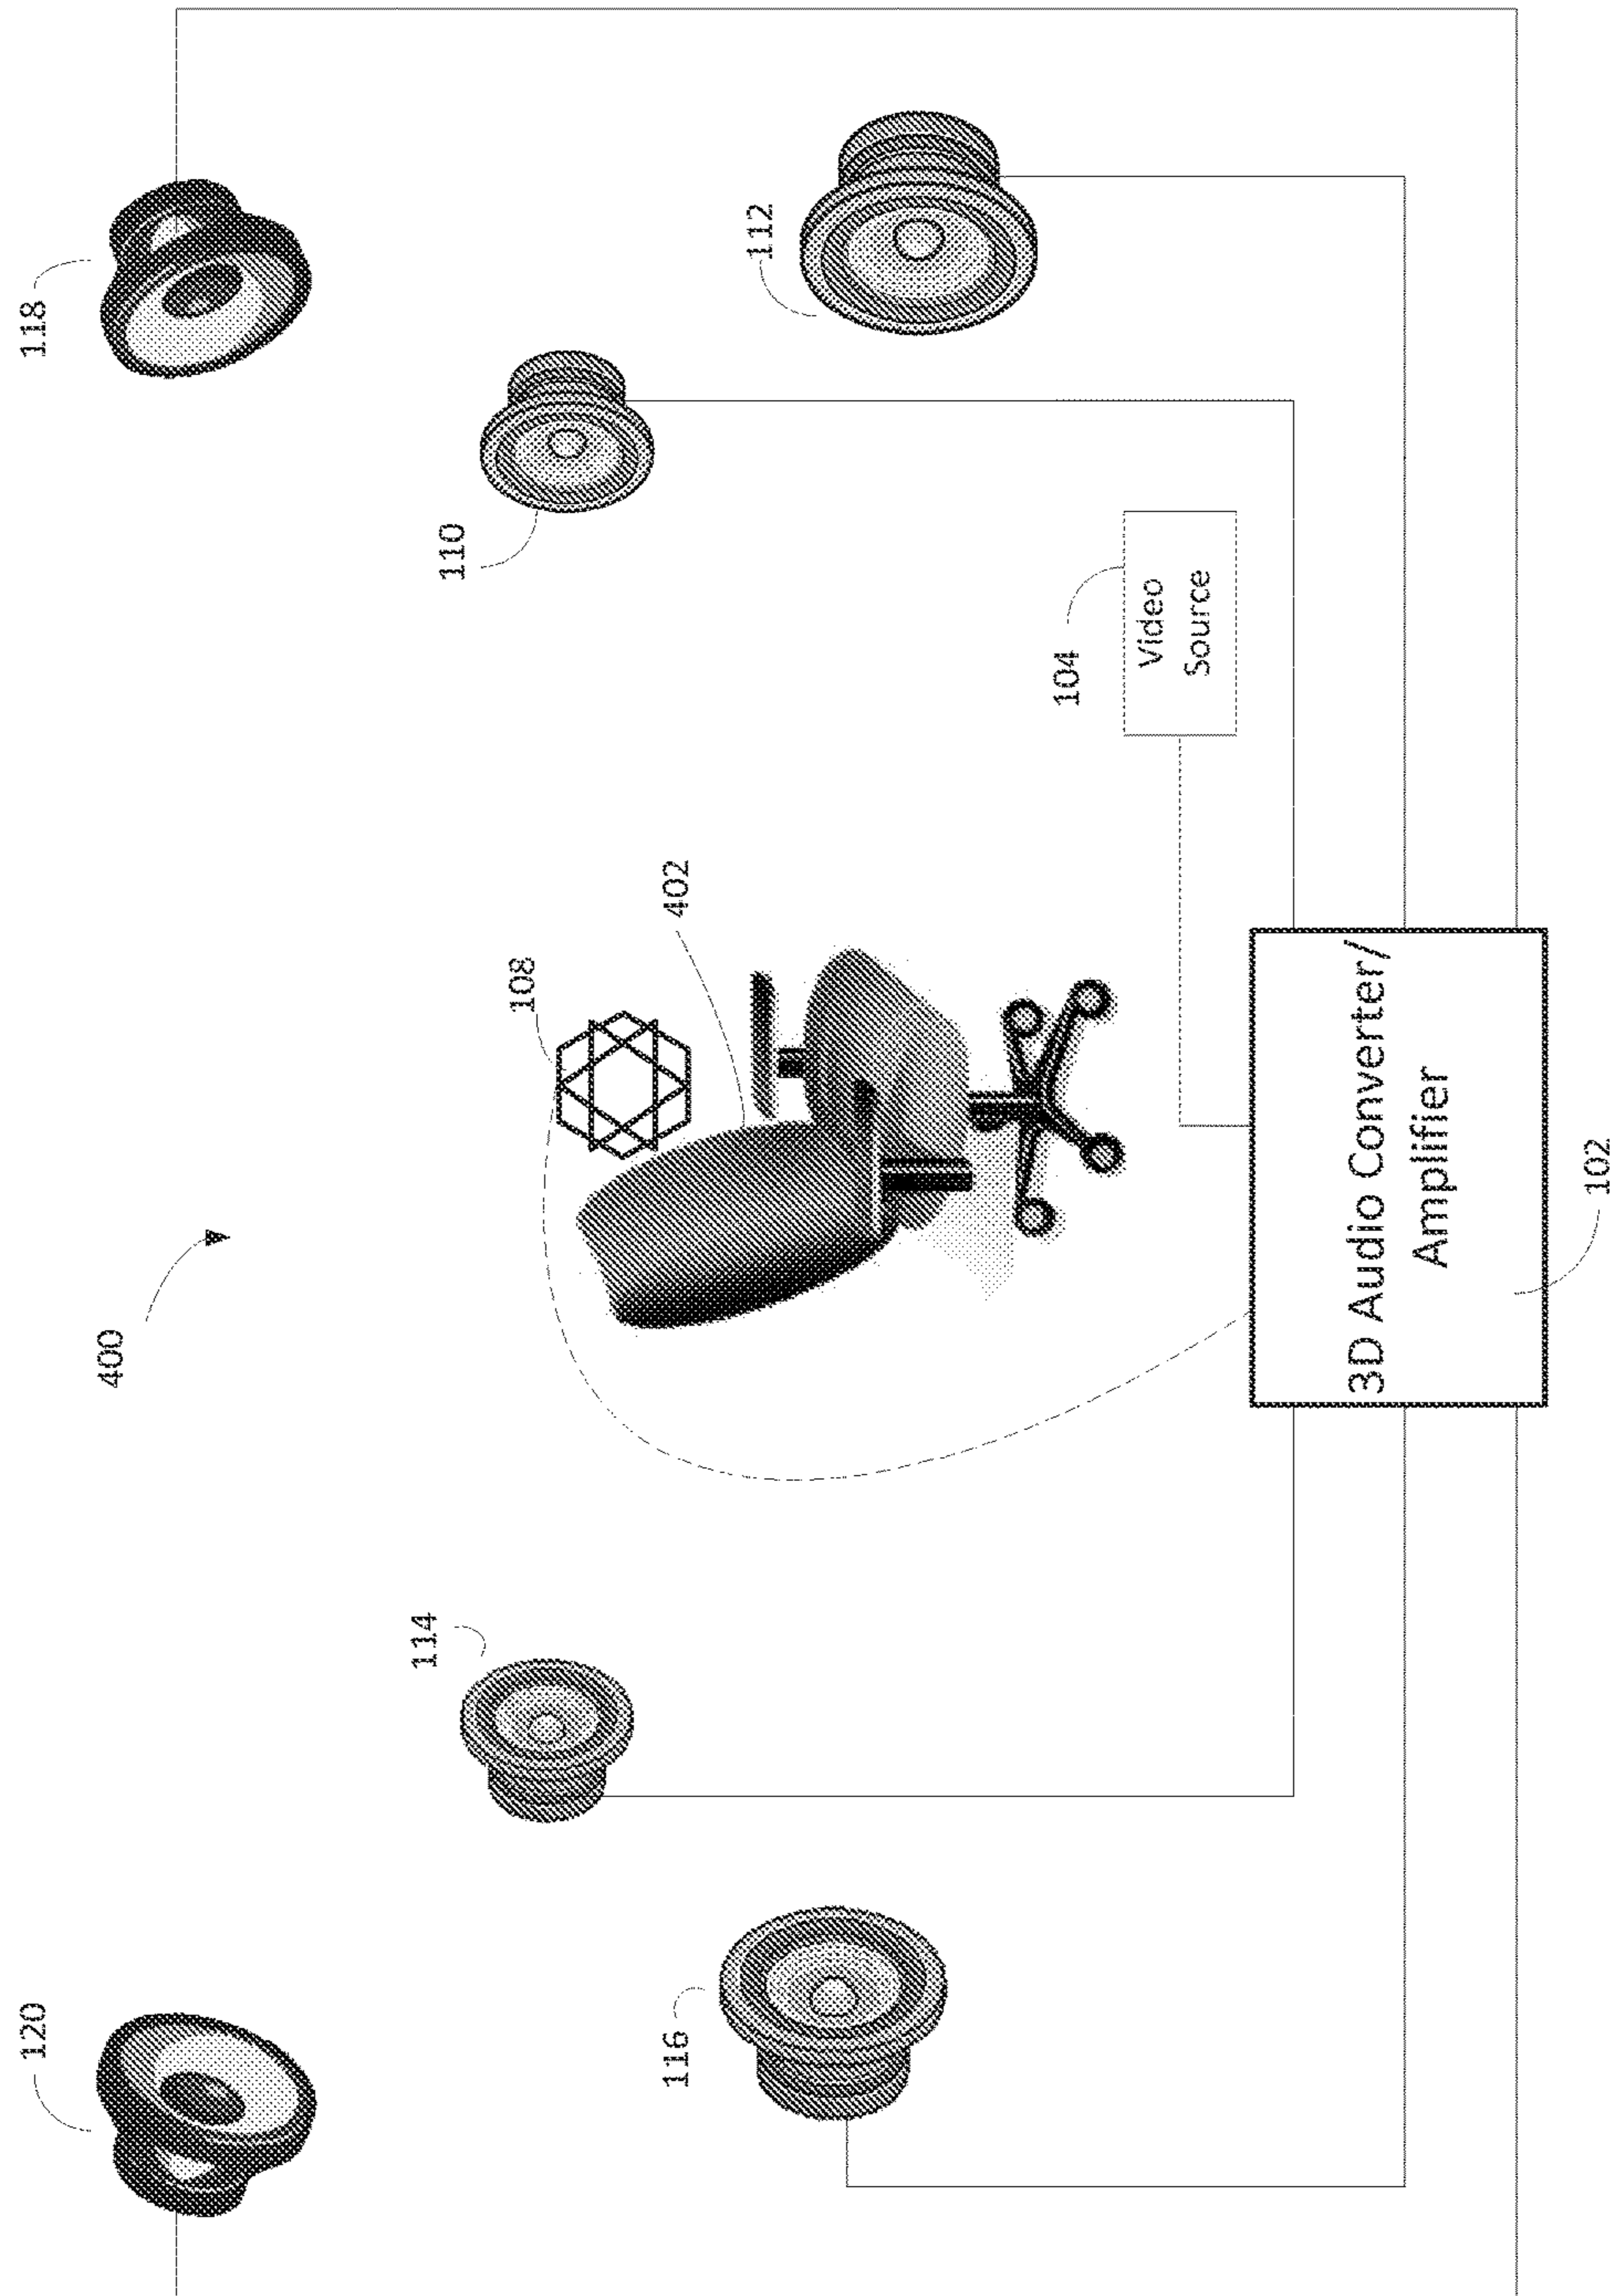 400
120
118
114
110
108
402
116
112
104
Video
Source
3D Audio Converter/
Amplifier
102